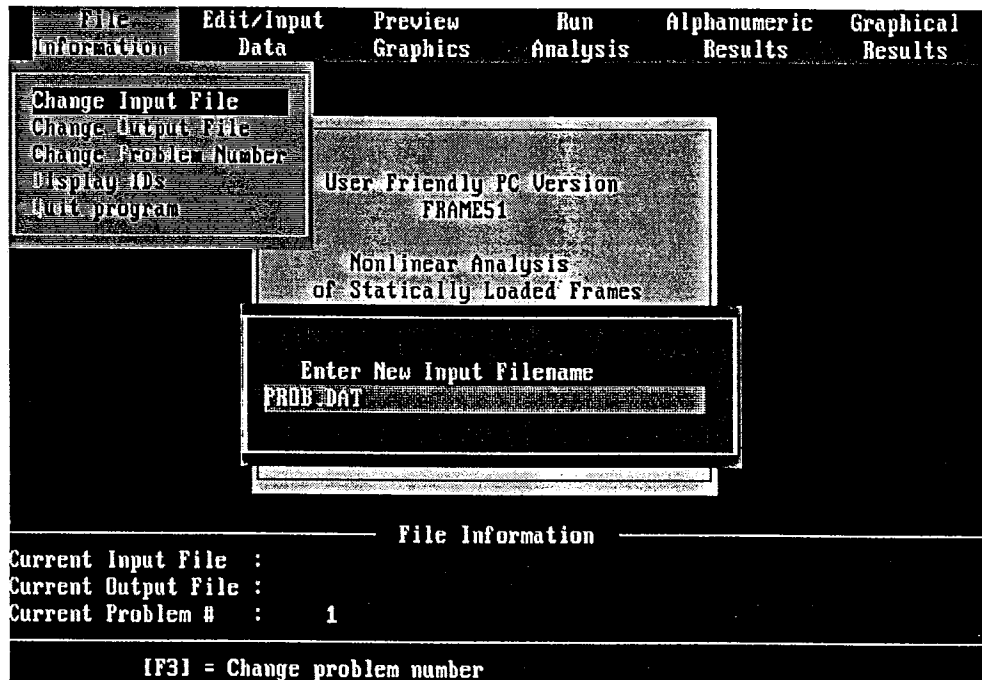 File Edit/Input Preview Run Alphanumeric Graphical
Information Data Graphics Analysis Results Results
Change Input File
Change Output File
Change Problem Number
Display IDs
Quit program
User Friendly PC Version
FRAME51
Nonlinear Analysis
of Statically Loaded Frames
Enter New Input Filename
PROB.DAT
File Information
Current Input File :
Current Output File :
Current Problem # : 1
[F3] = Change problem number